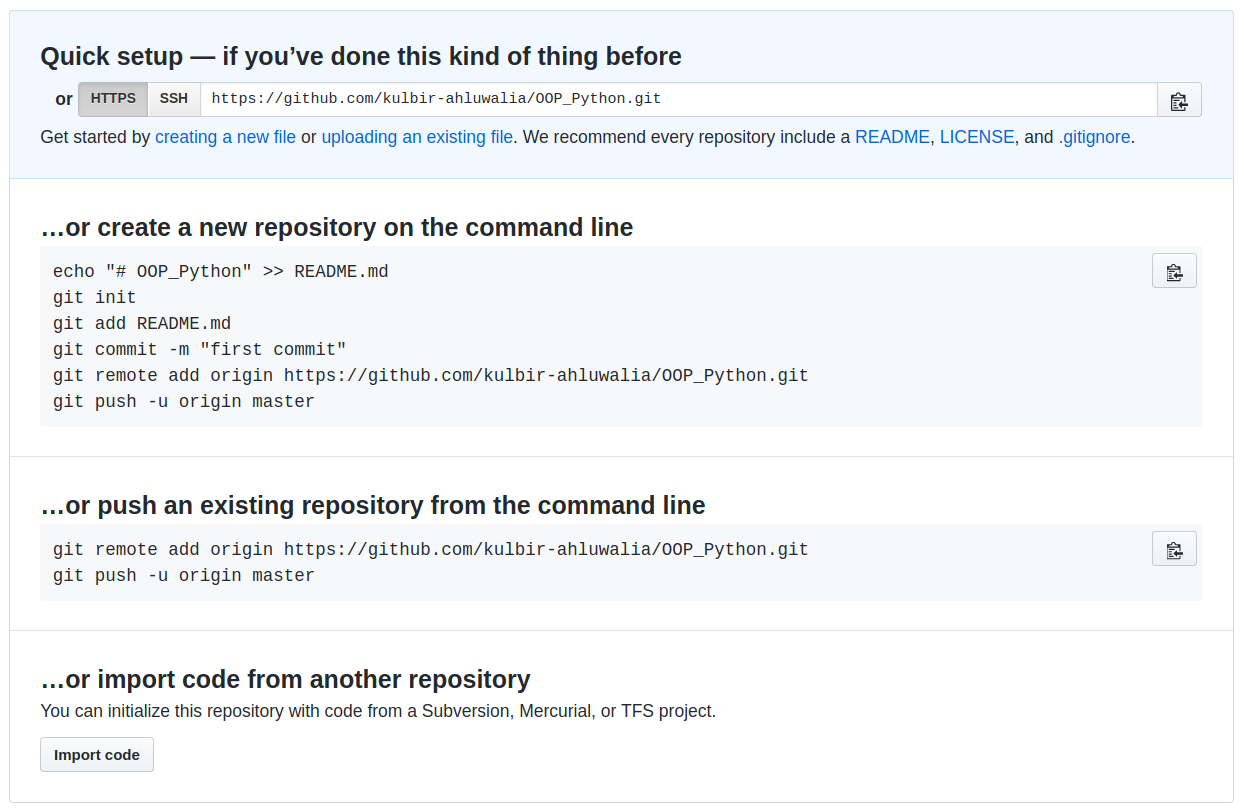 Quick setup — if you’ve done this kind of thing before
or HTTPS SSH https://github.com/kulbir-ahluwalia/OOP_Python.git
Get started by creating a new file or uploading an existing file. We recommend every repository include a README, LICENSE, and .gitignore.
…or create a new repository on the command line
echo "# OOP_Python" >> README.md
git init
git add README.md
git commit -m "first commit"
git remote add origin https://github.com/kulbir-ahluwalia/OOP_Python.git
git push -u origin master
…or push an existing repository from the command line
git remote add origin https://github.com/kulbir-ahluwalia/OOP_Python.git
git push -u origin master
…or import code from another repository
You can initialize this repository with code from a Subversion, Mercurial, or TFS project.
Import code